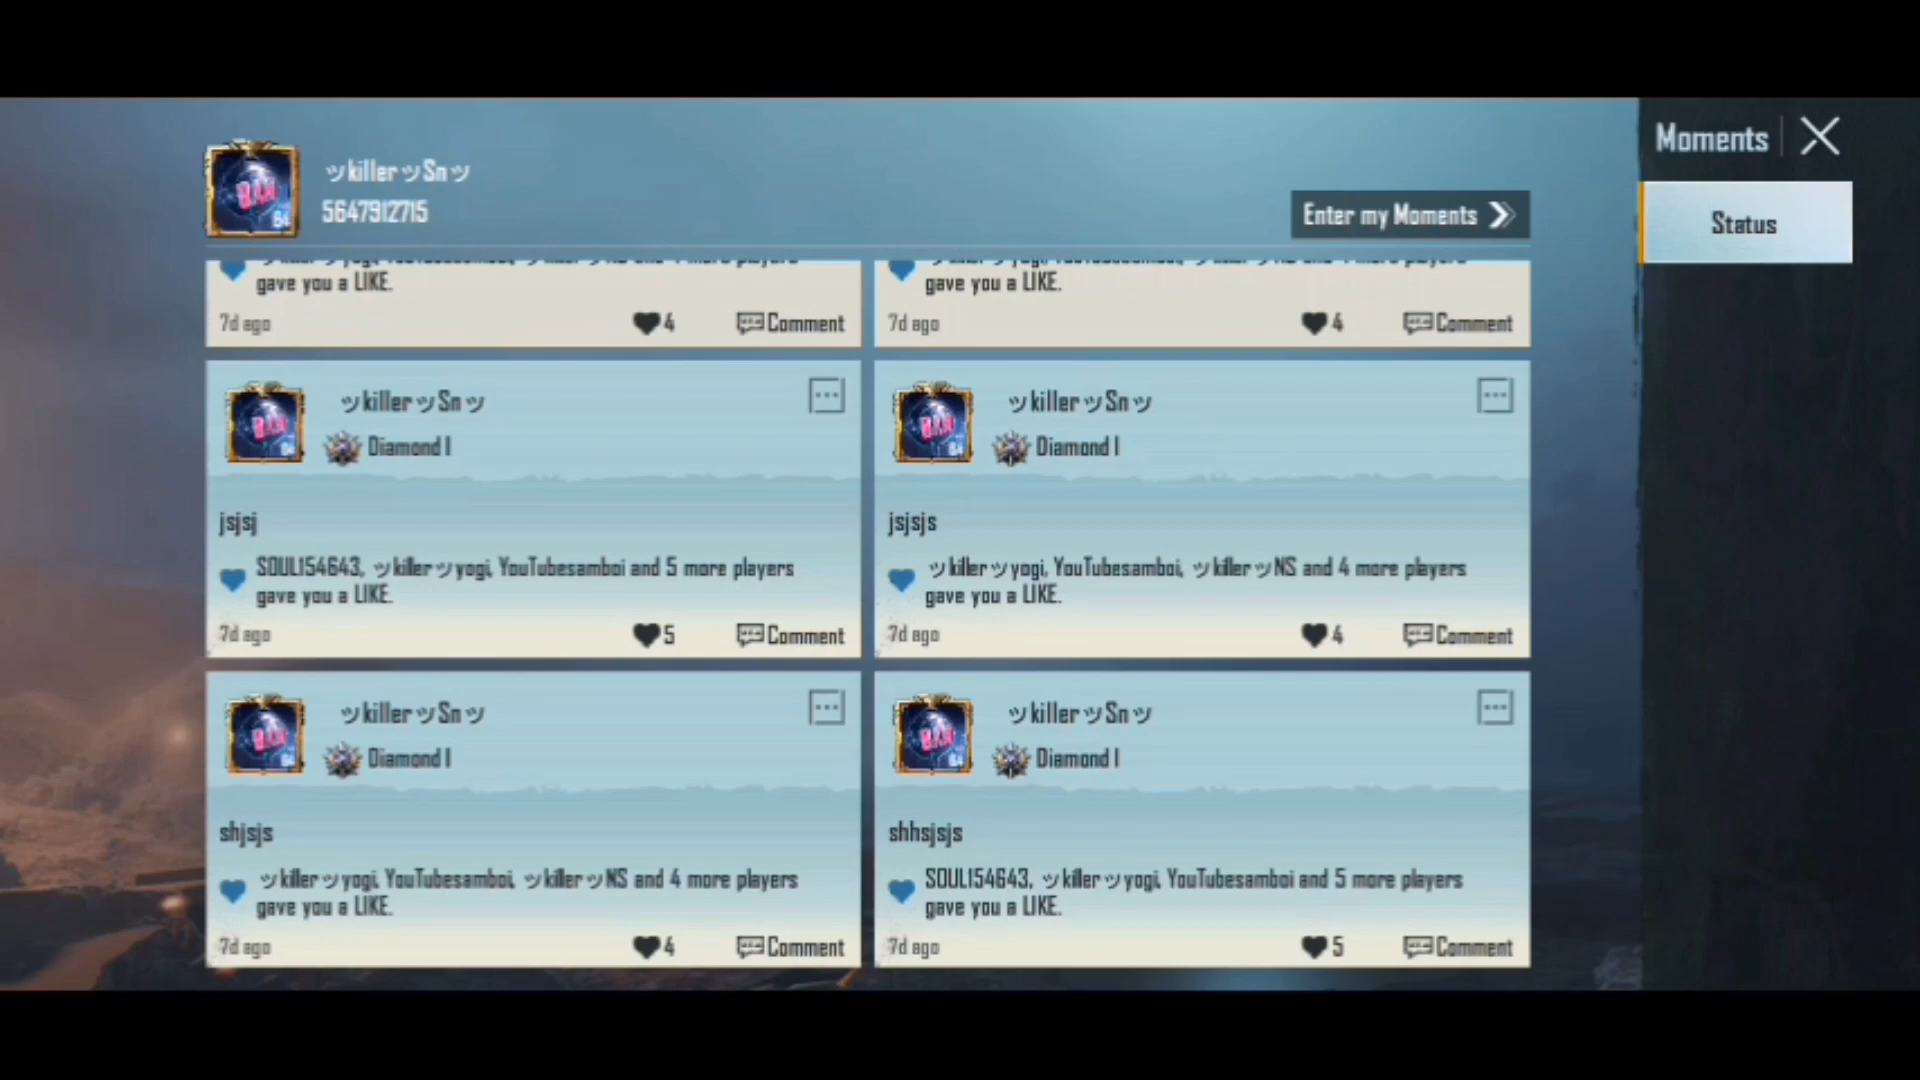 ッkillerッSnッ
5647912715
Moments
Enter my Moments
Status
gave you a LIKE.
7d ago 4 Comment
gave you a LIKE.
7d ago 4 Comment
ッkillerッSnッ
Diamond I
jsjsj
SOUL154643, ッkillerッyogi, YouTubesamboi and 5 more players
gave you a LIKE.
7d ago 5 Comment
ッkillerッSnッ
Diamond I
jsjsjs
ッkillerッyogi, YouTubesamboi, ッkillerッNS and 4 more players
gave you a LIKE.
7d ago 4 Comment
ッkillerッSnッ
Diamond I
shjsjs
ッkillerッyogi, YouTubesamboi, ッkillerッNS and 4 more players
gave you a LIKE.
7d ago 4 Comment
ッkillerッSnッ
Diamond I
shhsjsjs
SOUL154643, ッkillerッyogi, YouTubesamboi and 5 more players
gave you a LIKE.
7d ago 5 Comment